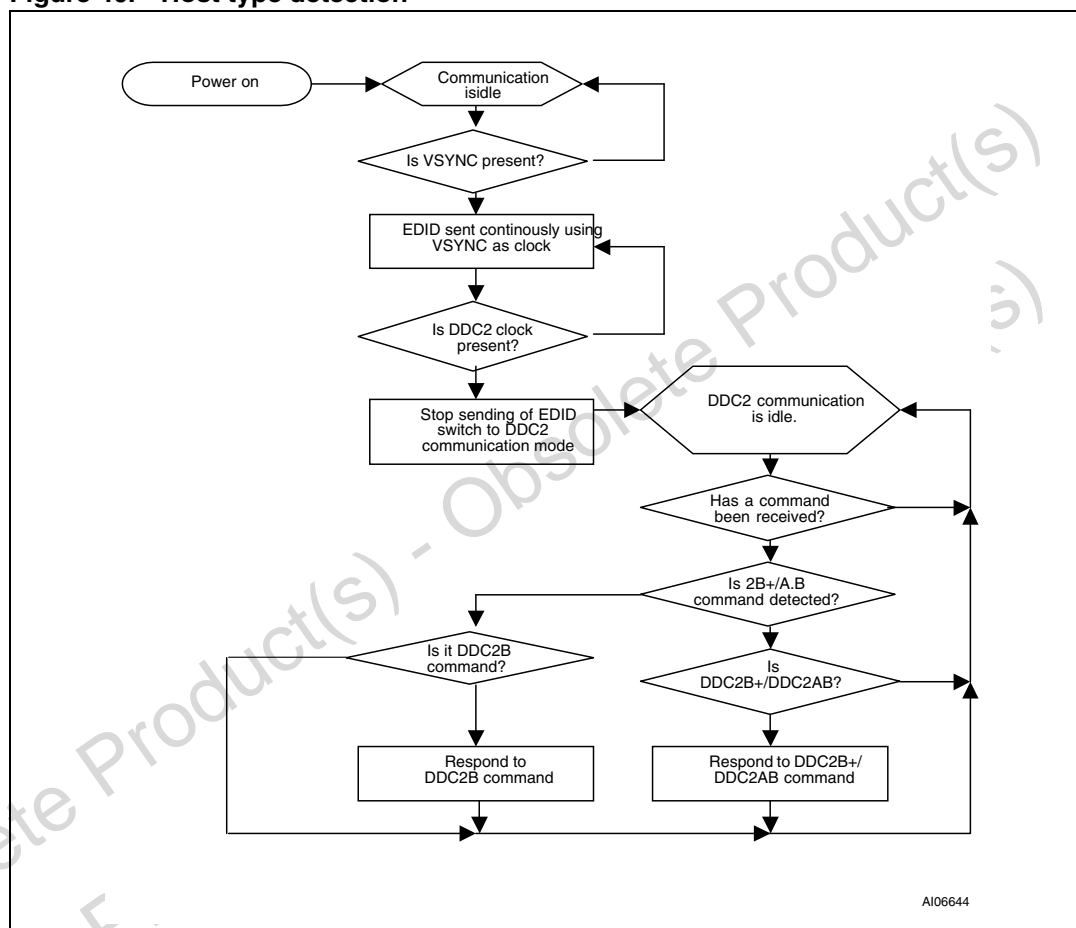 Figure 46. Host type detection
Power on
Communication
isidle
Is VSYNC present?
EDID sent continously using
VSYNC as clock
Is DDC2 clock
present?
Stop sending of EDID
switch to DDC2
communication mode
DDC2 communication
is idle.
Has a command
been received?
Is 2B+/A.B
command detected?
Is it DDC2B
command?
Is
DDC2B+/DDC2AB?
Respond to
DDC2B command
Respond to DDC2B+/
DDC2AB command
AI06644
Obsolete Product(s) - Obsolete Product(s)